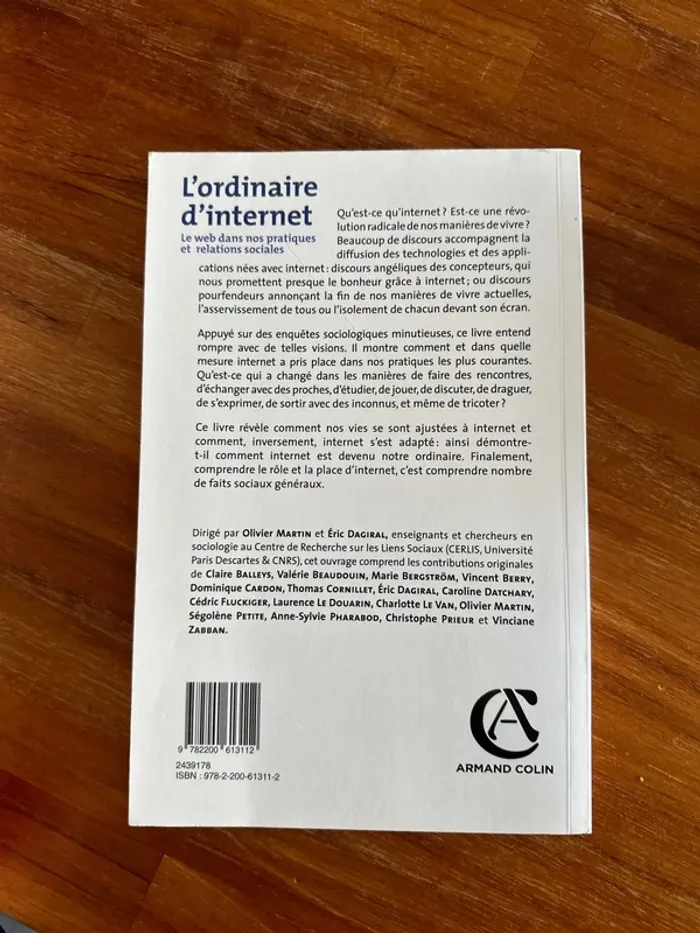 L'ordinaire
d'internet
Le web dans nos pratiques
et relations sociales
Qu'est-ce qu'internet ? Est-ce une révo-
lution radicale de nos manières de vivre ?
Beaucoup de discours accompagnent la
diffusion des technologies et des appli-
cations nées avec internet : discours angéliques des concepteurs, qui
nous promettent presque le bonheur grâce à internet ; ou discours
pourfendeurs annonçant la fin de nos manières de vivre actuelles,
l'asservissement de tous ou l'isolement de chacun devant son écran.
Appuyé sur des enquêtes sociologiques minutieuses, ce livre entend
rompre avec de telles visions. Il montre comment et dans quelle
mesure internet a pris place dans nos pratiques les plus courantes.
Qu'est-ce qui a changé dans les manières de faire des rencontres,
d'échanger avec des proches, d'étudier, de jouer, de discuter, de draguer,
de s'exprimer, de sortir avec des inconnus, et même de tricoter ?
Ce livre révèle comment nos vies se sont ajustées à internet et
comment, inversement, internet s'est adapté : ainsi démontre-
t-il comment internet est devenu notre ordinaire. Finalement,
comprendre le rôle et la place d'internet, c'est comprendre nombre
de faits sociaux généraux.
Dirigé par Olivier MARTIN et Éric DAGIRAL, enseignants et chercheurs en
sociologie au Centre de Recherche sur les Liens Sociaux (CERLIS, Université
Paris Descartes & CNRS), cet ouvrage comprend les contributions originales
de Claire BALLEYS, Valérie BEAUDOUIN, Marie BERGSTRÖM, Vincent BERRY,
Dominique CARDON, Thomas CORNILLET, Éric DAGIRAL, Caroline DATCHARY,
Cédric FLUCKIGER, Laurence LE DOUARIN, Charlotte LE VAN, Olivier MARTIN,
Ségolène PETITE, Anne-Sylvie PHARABOD, Christophe PRIEUR et Vinciane
ZABBAN.
9 782200 613112
2439178
ISBN : 978-2-200-61311-2
AC
ARMAND COLIN